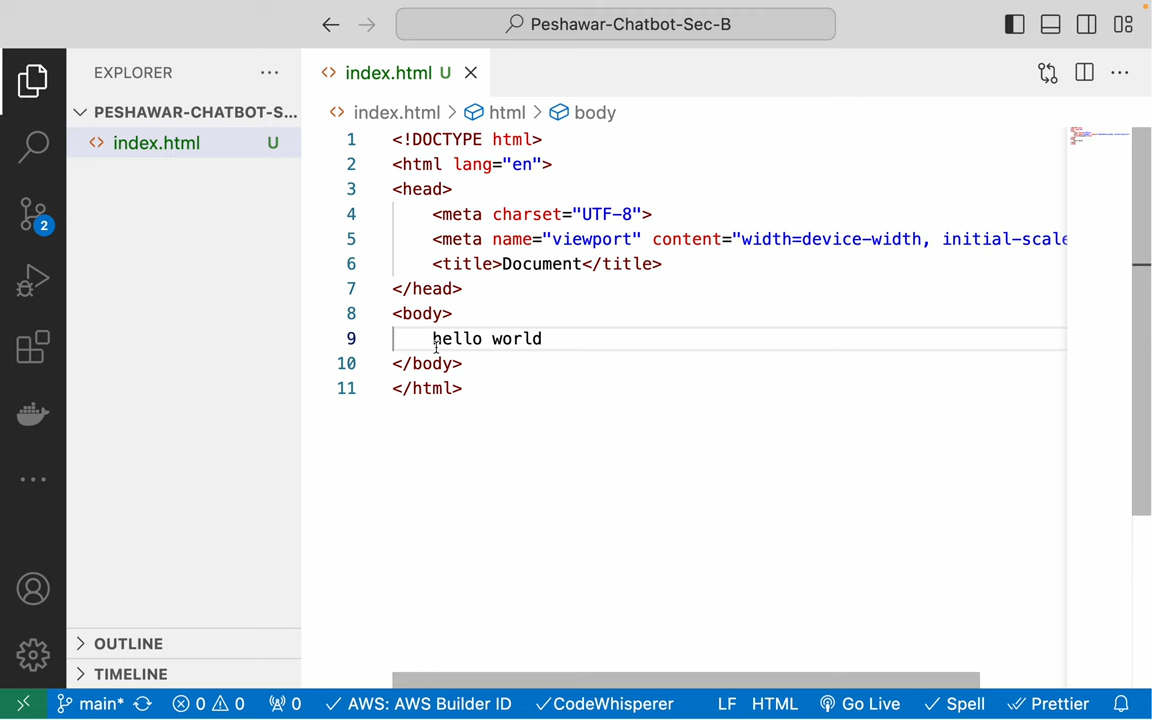 Peshawar-Chatbot-Sec-B
EXPLORER
PESHAWAR-CHATBOT-S...
index.html U
2
OUTLINE
TIMELINE
index.html U
index.html > html > body
1 <!DOCTYPE html>
2 <html lang="en">
3 <head>
4 <meta charset="UTF-8">
5 <meta name="viewport" content="width=device-width, initial-scale
6 <title>Document</title>
7 </head>
8 <body>
9 hello world
10 </body>
11 </html>
main* 0 0 0 AWS: AWS Builder ID CodeWhisperer LF HTML Go Live Spell Prettier